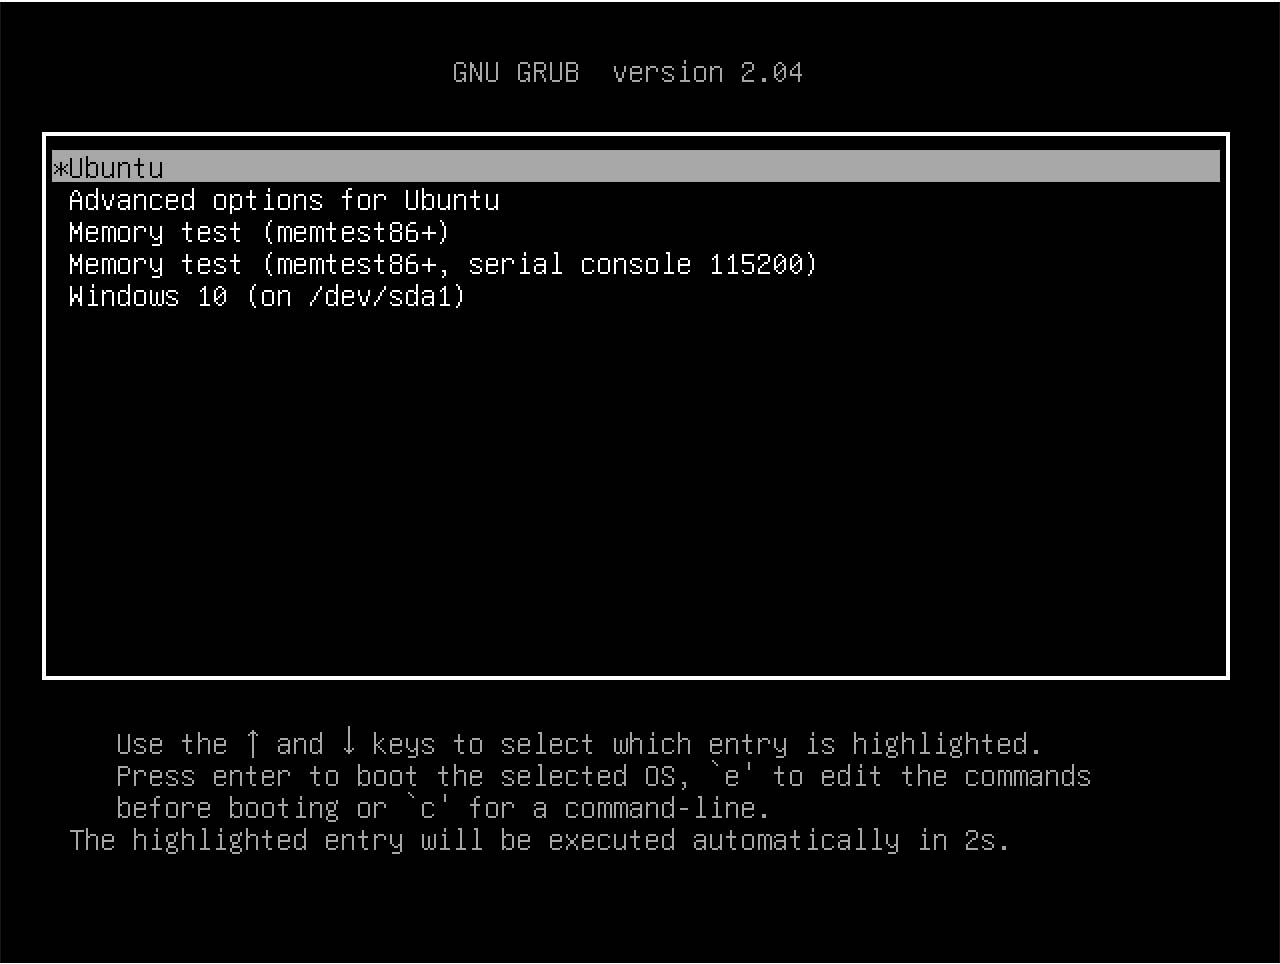 GNU GRUB  version 2.04
*Ubuntu
Advanced options for Ubuntu
Memory test (memtest86+)
Memory test (memtest86+, serial console 115200)
Windows 10 (on /dev/sda1)
Use the ↑ and ↓ keys to select which entry is highlighted.
Press enter to boot the selected OS, `e' to edit the commands
before booting or `c' for a command-line.
The highlighted entry will be executed automatically in 2s.